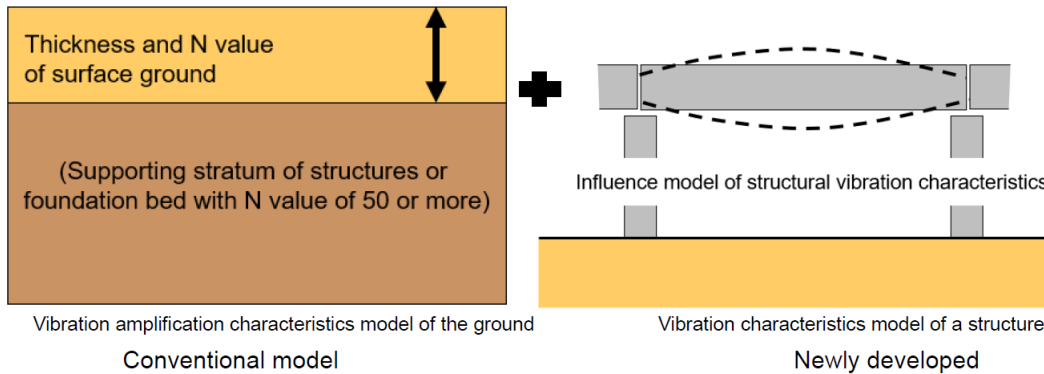 Thickness and N value
of surface ground
(Supporting stratum of structures or
foundation bed with N value of 50 or more)
Influence model of structural vibration characteristics
Vibration amplification characteristics model of the ground
Vibration characteristics model of a structure
Conventional model
Newly developed